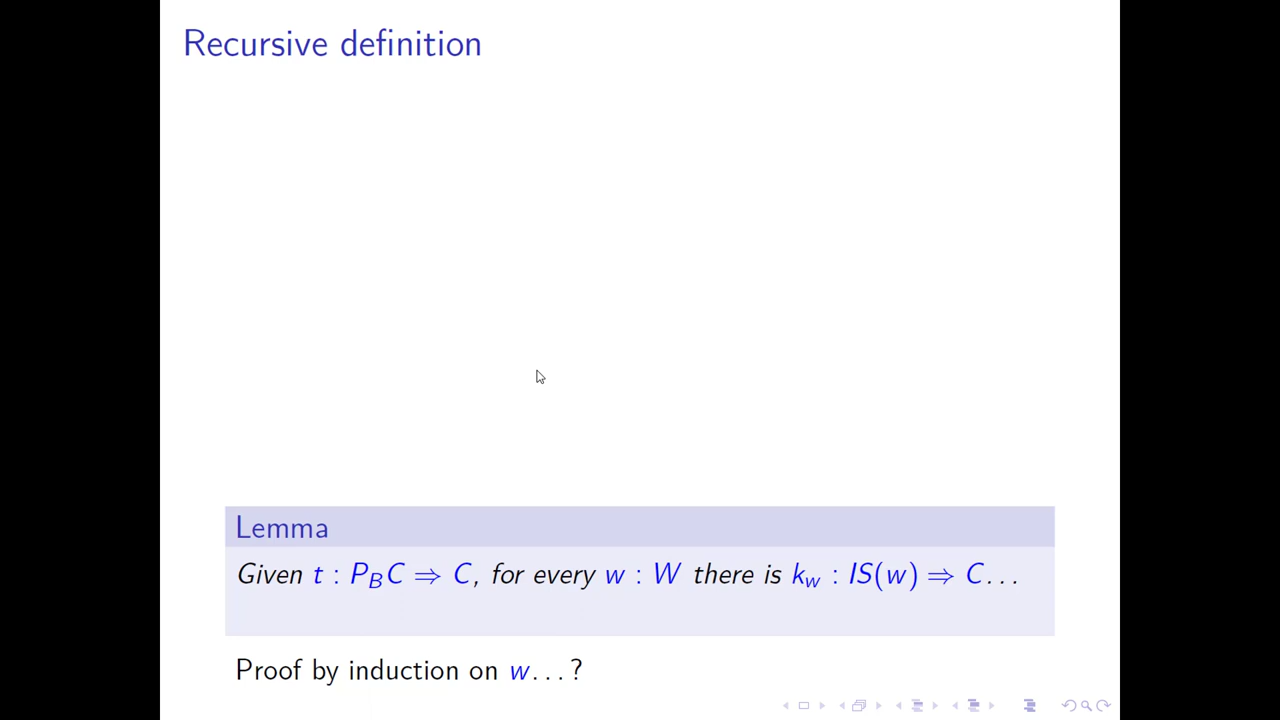 Recursive definition
Lemma
Given t : P_B C ⇒ C, for every w : W there is k_w : IS(w) ⇒ C...
Proof by induction on w...?